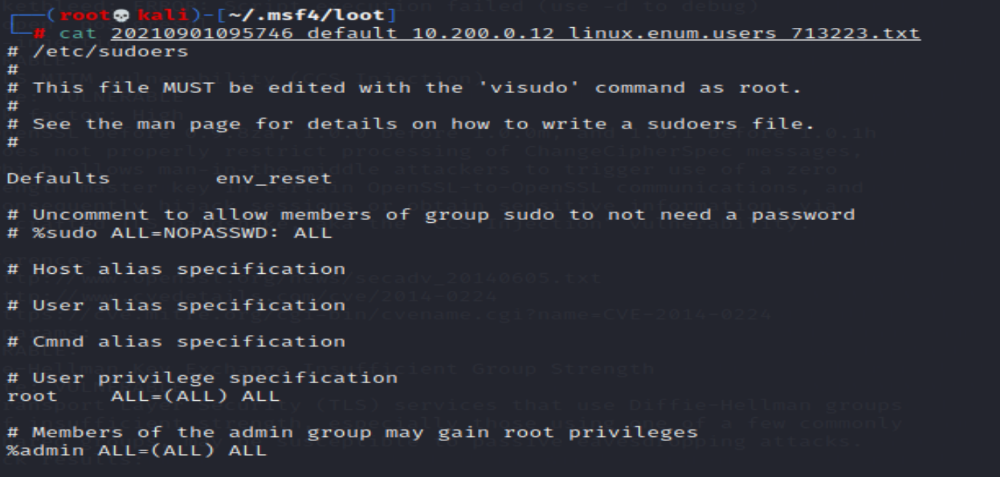 ┌──(root💀kali)-[~/.msf4/loot]
└─# cat 20210901095746_default_10.200.0.12_linux.enum.users_713223.txt
# /etc/sudoers
#
# This file MUST be edited with the 'visudo' command as root.
#
# See the man page for details on how to write a sudoers file.
#
Defaults        env_reset
# Uncomment to allow members of group sudo to not need a password
# %sudo ALL=NOPASSWD: ALL
# Host alias specification
# User alias specification
# Cmnd alias specification
# User privilege specification
root    ALL=(ALL) ALL
# Members of the admin group may gain root privileges
%admin ALL=(ALL) ALL